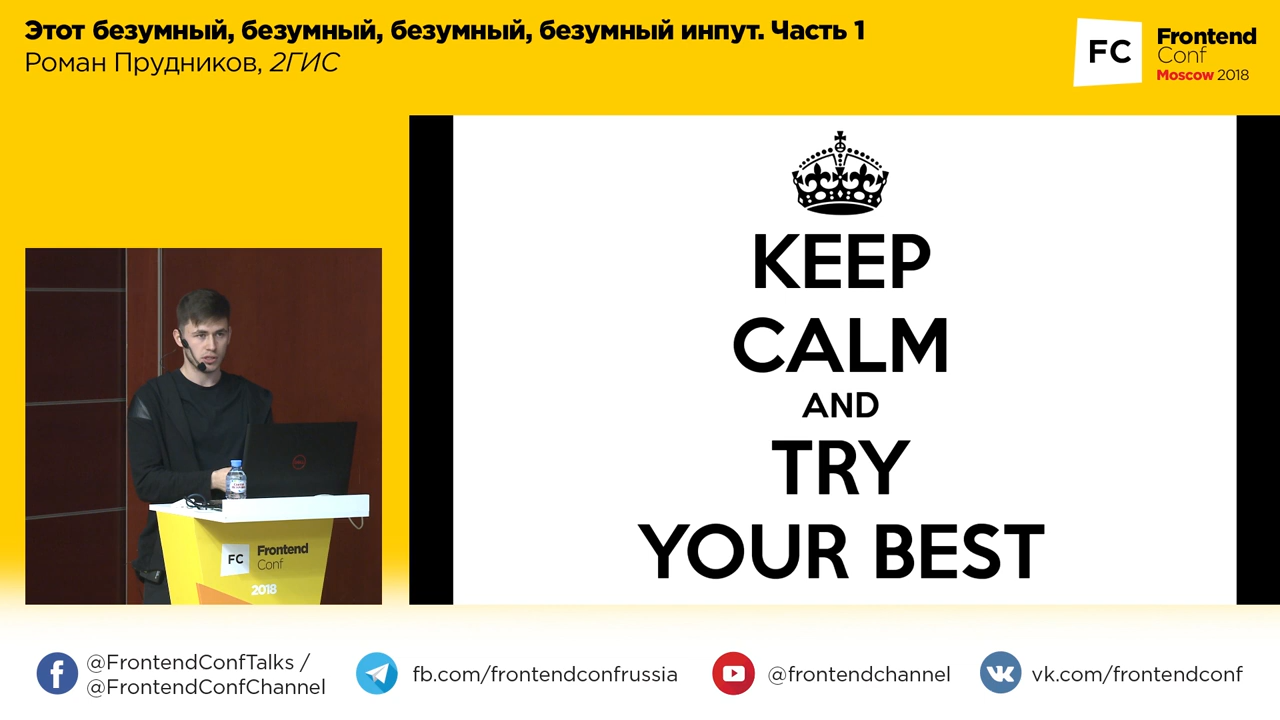 Этот безумный, безумный, безумный, безумный инпут. Часть 1
Роман Прудников, 2ГИС
FC
Frontend
Conf
Moscow 2018
KEEP
CALM
AND
TRY
YOUR BEST
FC
Frontend
Conf
2018
@FrontendConfTalks /
@FrontendConfChannel
fb.com/frontendconfrussia
@frontendchannel
vk.com/frontendconf